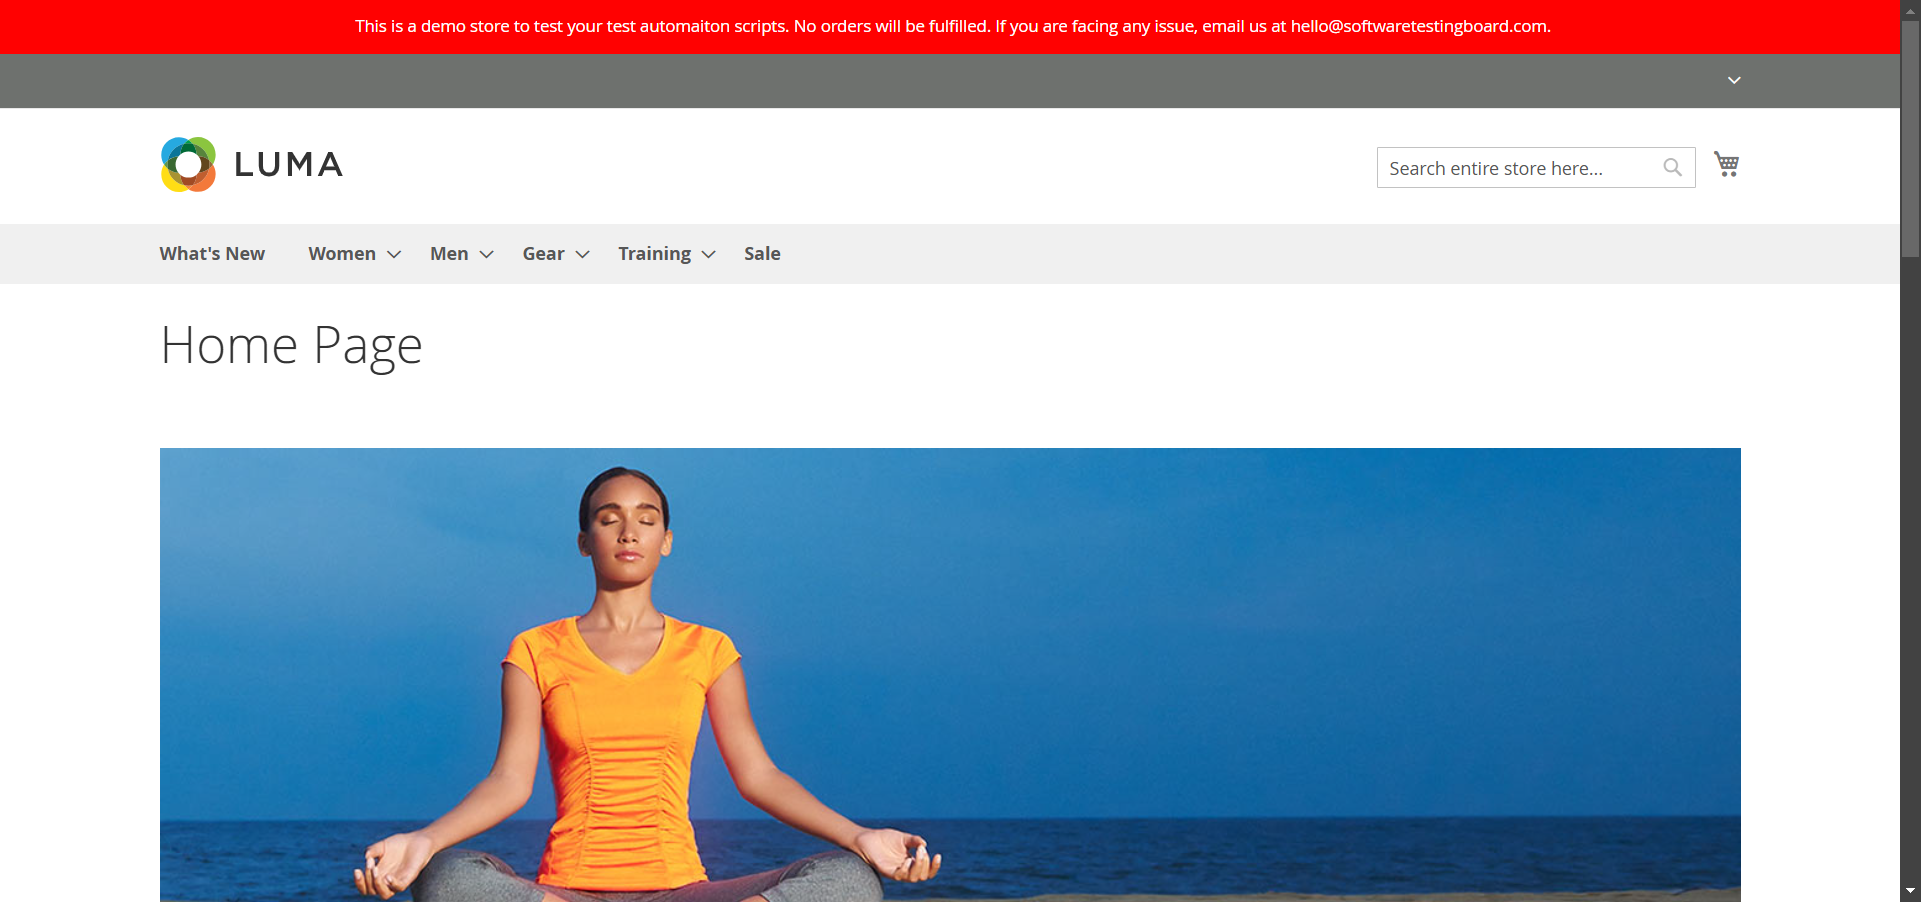 This is a demo store to test your test automaiton scripts. No orders will be fulfilled. If you are facing any issue, email us at hello@softwaretestingboard.com.
LUMA
Search entire store here...
What's New Women Men Gear Training Sale
Home Page